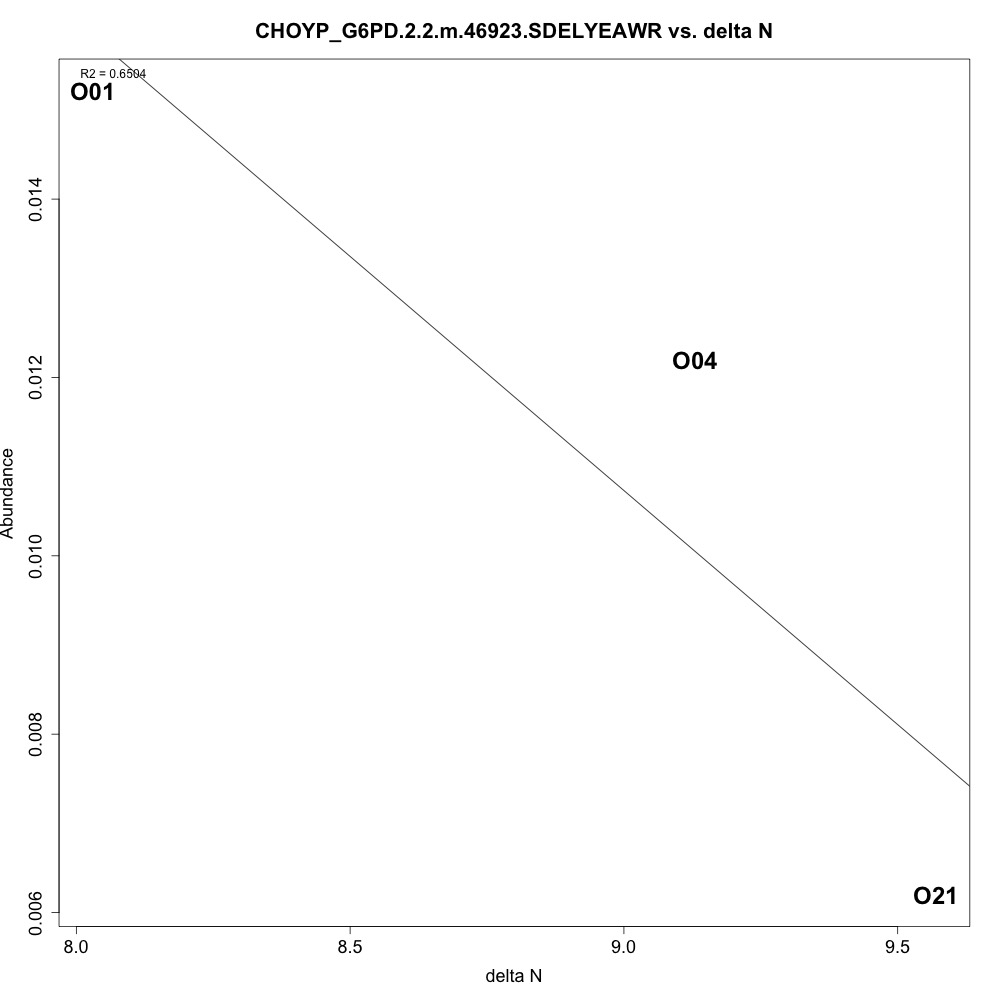 CHOYP_G6PD.2.2.m.46923.SDELYEAWR vs. delta N
R2 = 0.6504
O01
O04
O21
Abundance
0.014
0.012
0.010
0.008
0.006
8.0
8.5
9.0
9.5
delta N